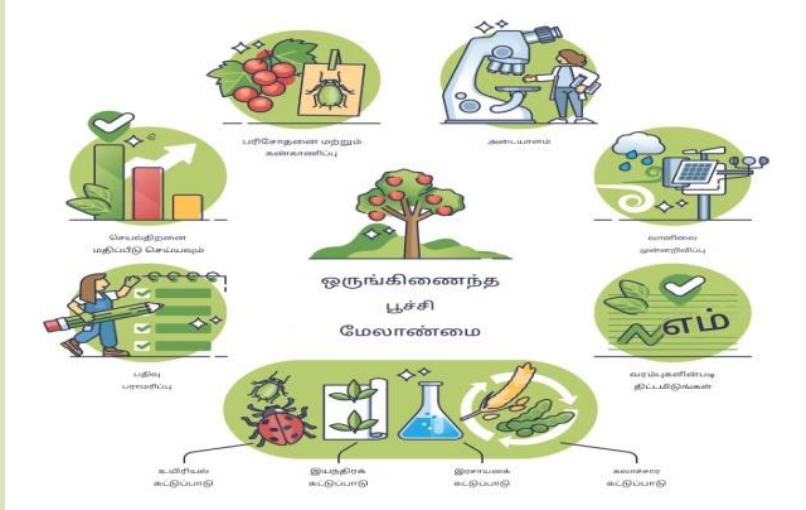 பரிசோதனை மற்றும்
கண்காணிப்பு
அடையாளம்
செயல்திறனை
மதிப்பீடு செய்யவும்
வானிலை
முன்னறிவிப்பு
ஒருங்கிணைந்த
பூச்சி
மேலாண்மை
எம்
பதிவு
பராமரிப்பு
வரம்புகளின்படி
திட்டமிடுங்கள்
உயிரியல்
கட்டுப்பாடு
இயந்திரக்
கட்டுப்பாடு
இரசாயனக்
கட்டுப்பாடு
கலாச்சார
கட்டுப்பாடு